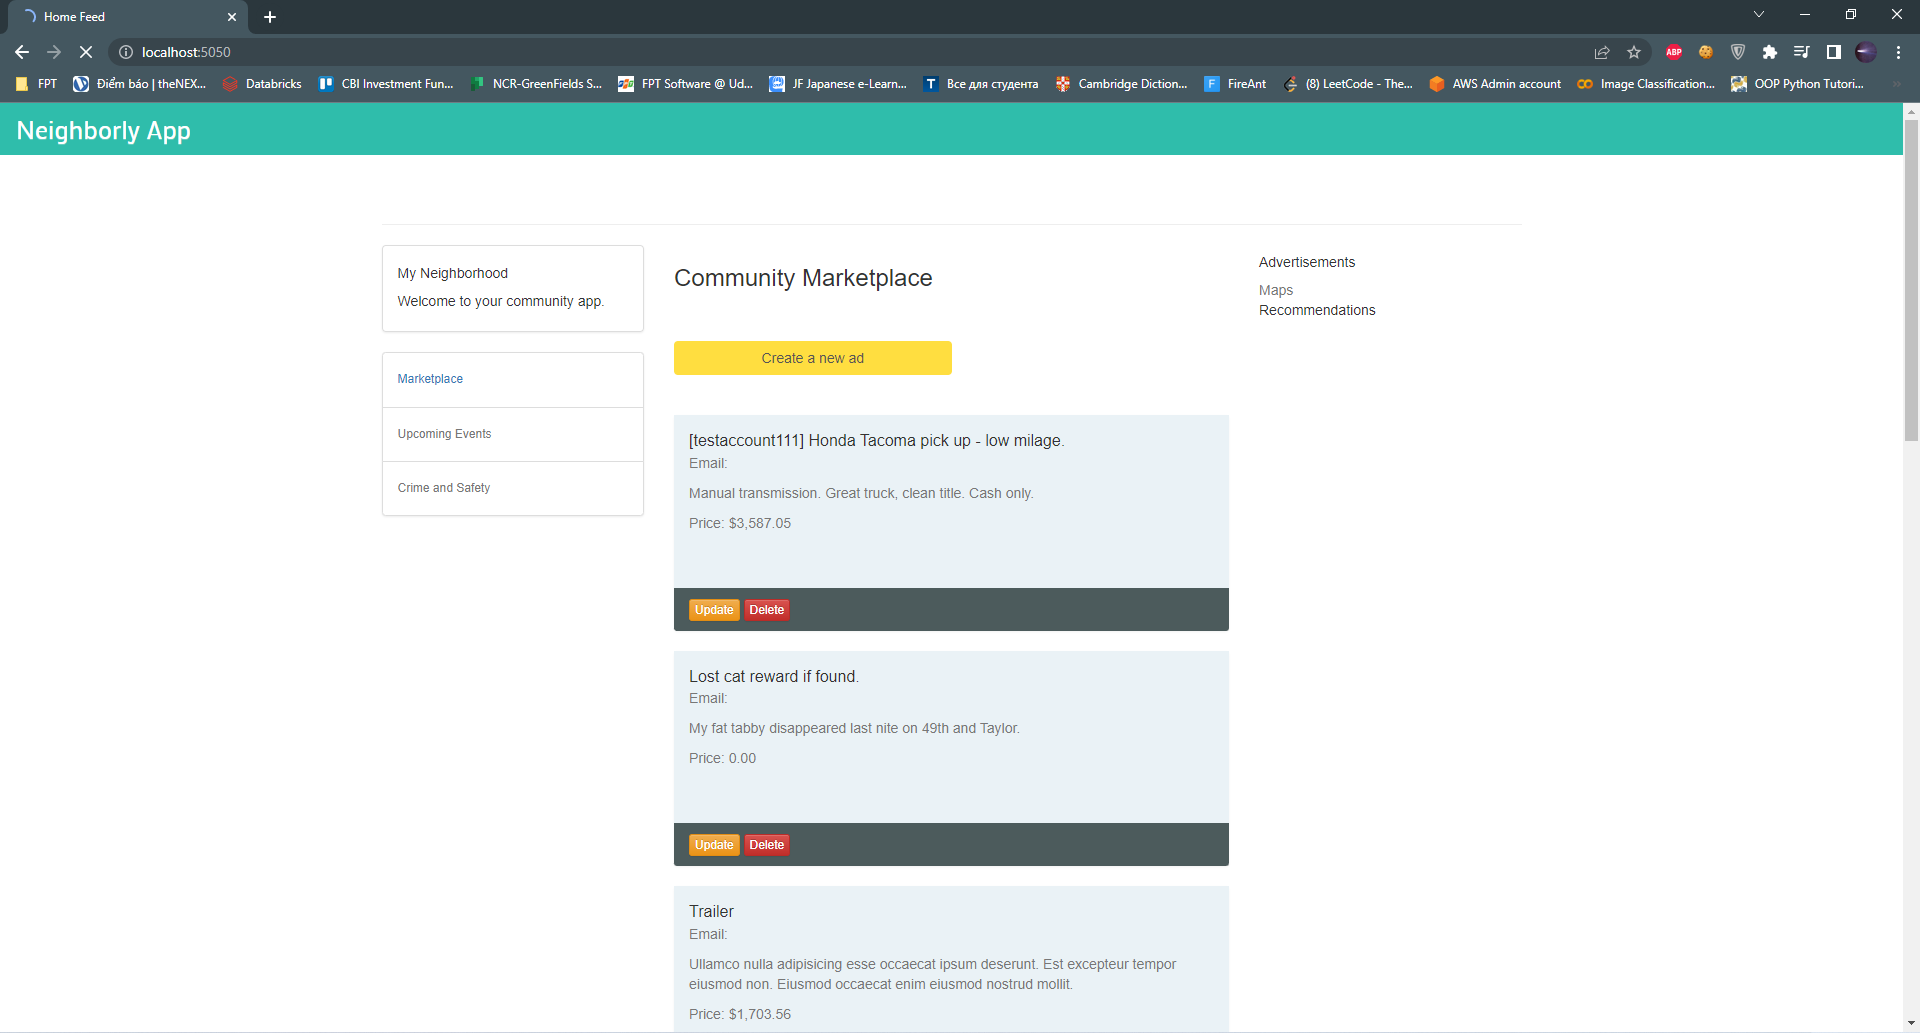 Home Feed
localhost:5050
ABP
FPT
Điểm báo | theNEX...
Databricks
CBI Investment Fun...
NCR-GreenFields S...
FPT Software @ Ud...
JF Japanese e-Learn...
T
Все для студента
Cambridge Diction...
F
FireAnt
(8) LeetCode - The...
AWS Admin account
Image Classification...
OOP Python Tutori...
Neighborly App
My Neighborhood
Welcome to your community app.
Marketplace
Upcoming Events
Crime and Safety
Community Marketplace
Create a new ad
[testaccount111] Honda Tacoma pick up - low milage.
Email:
Manual transmission. Great truck, clean title. Cash only.
Price: $3,587.05
Update Delete
Lost cat reward if found.
Email:
My fat tabby disappeared last nite on 49th and Taylor.
Price: 0.00
Update Delete
Trailer
Email:
Ullamco nulla adipisicing esse occaecat ipsum deserunt. Est excepteur tempor
eiusmod non. Eiusmod occaecat enim eiusmod nostrud mollit.
Price: $1,703.56
Advertisements
Maps
Recommendations